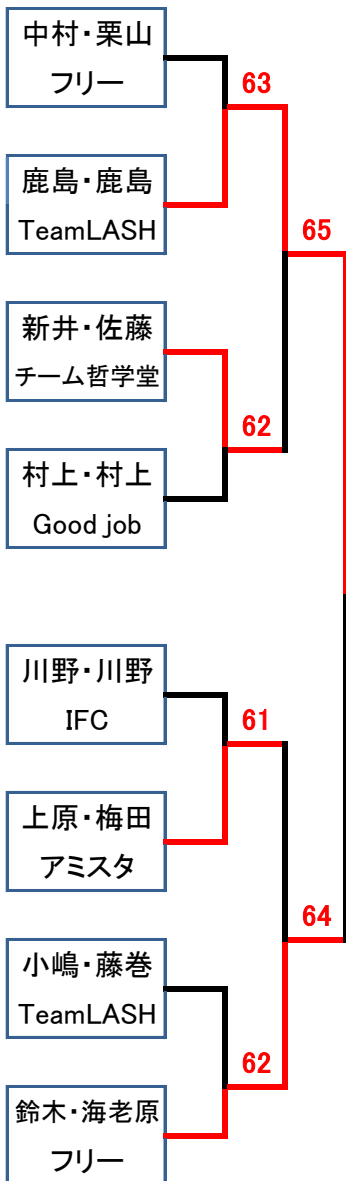 中村・栗山
フリー
63
鹿島・鹿島
TeamLASH
65
新井・佐藤
チーム哲学堂
62
村上・村上
Good job
川野・川野
IFC
61
上原・梅田
アミスタ
64
小嶋・藤巻
TeamLASH
62
鈴木・海老原
フリー